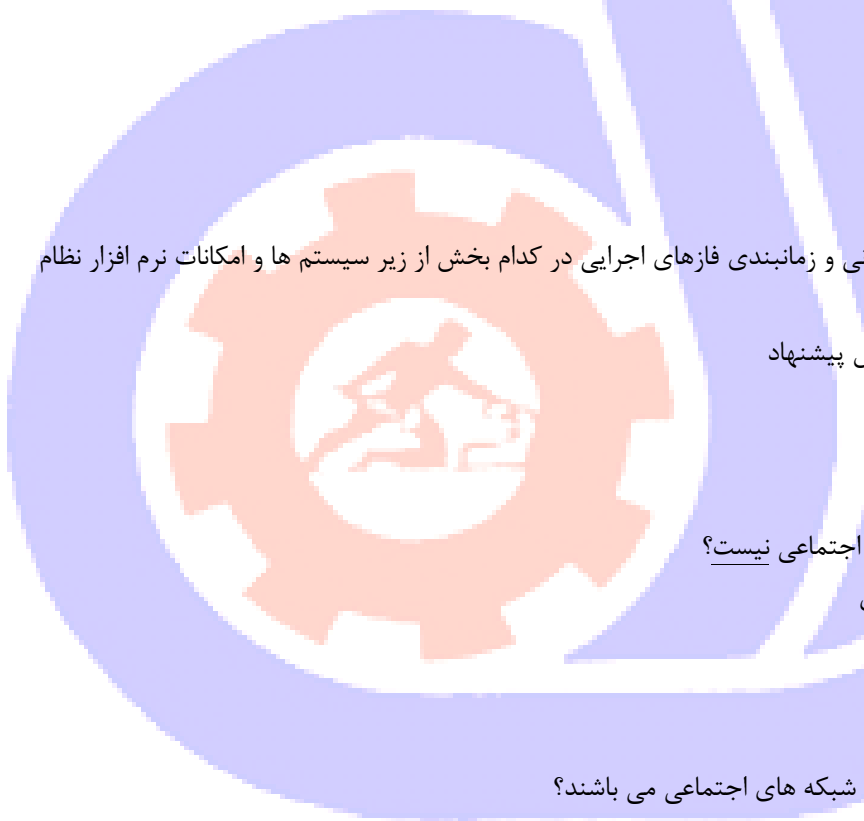 و زمانبندی فازهای اجرایی در کدام بخش از زیر سیستم ها و امکانات نرم افزار نظام
پیشنهاد
اجتماعی نیست؟
شبکه های اجتماعی می باشند؟